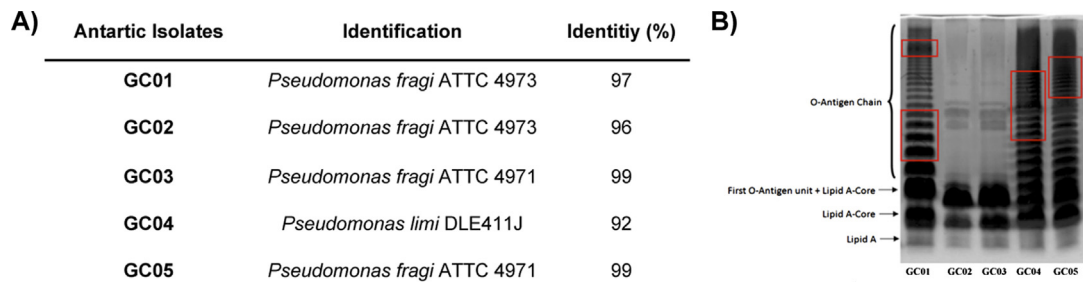 A)
Antartic Isolates Identification Identitiy (%)
GC01 Pseudomonas fragi ATTC 4973 97
GC02 Pseudomonas fragi ATTC 4973 96
GC03 Pseudomonas fragi ATTC 4971 99
GC04 Pseudomonas limi DLE411J 92
GC05 Pseudomonas fragi ATTC 4971 99
B)
O-Antigen Chain
First O-Antigen unit + Lipid A-Core
Lipid A-Core
Lipid A
GC01 GC02 GC03 GC04 GC05